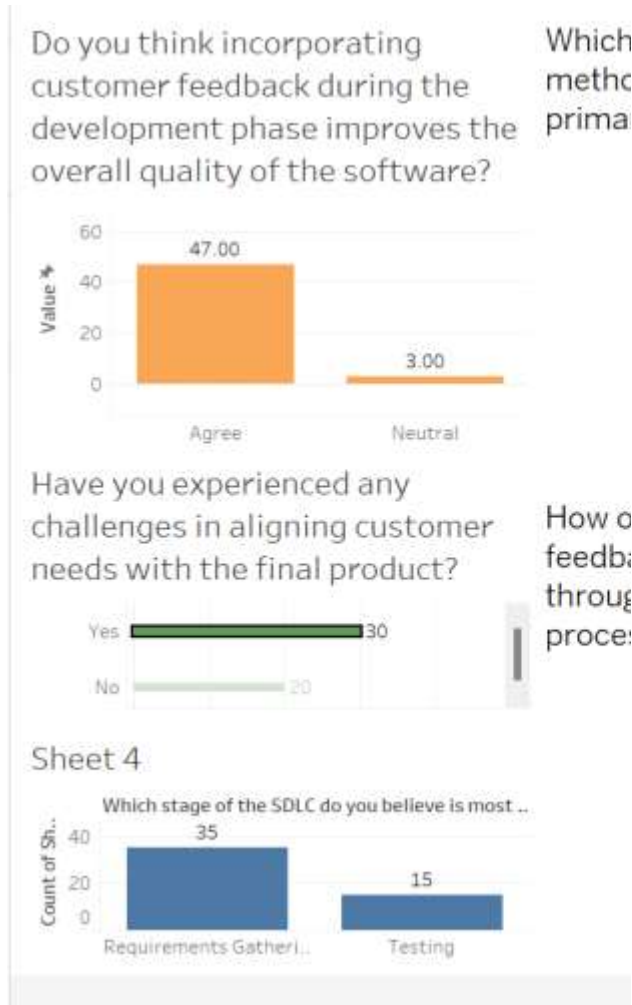 Do you think incorporating
customer feedback during the
development phase improves the
overall quality of the software?
Value
60
40
20
0
47.00
3.00
Agree
Neutral
Have you experienced any
challenges in aligning customer
needs with the final product?
Yes
30
No
20
Sheet 4
Which stage of the SDLC do you believe is most ..
Count of Sh..
40
20
0
35
15
Requirements Gatheri..
Testing
Which
metho
primar
How o
feedba
throug
proces